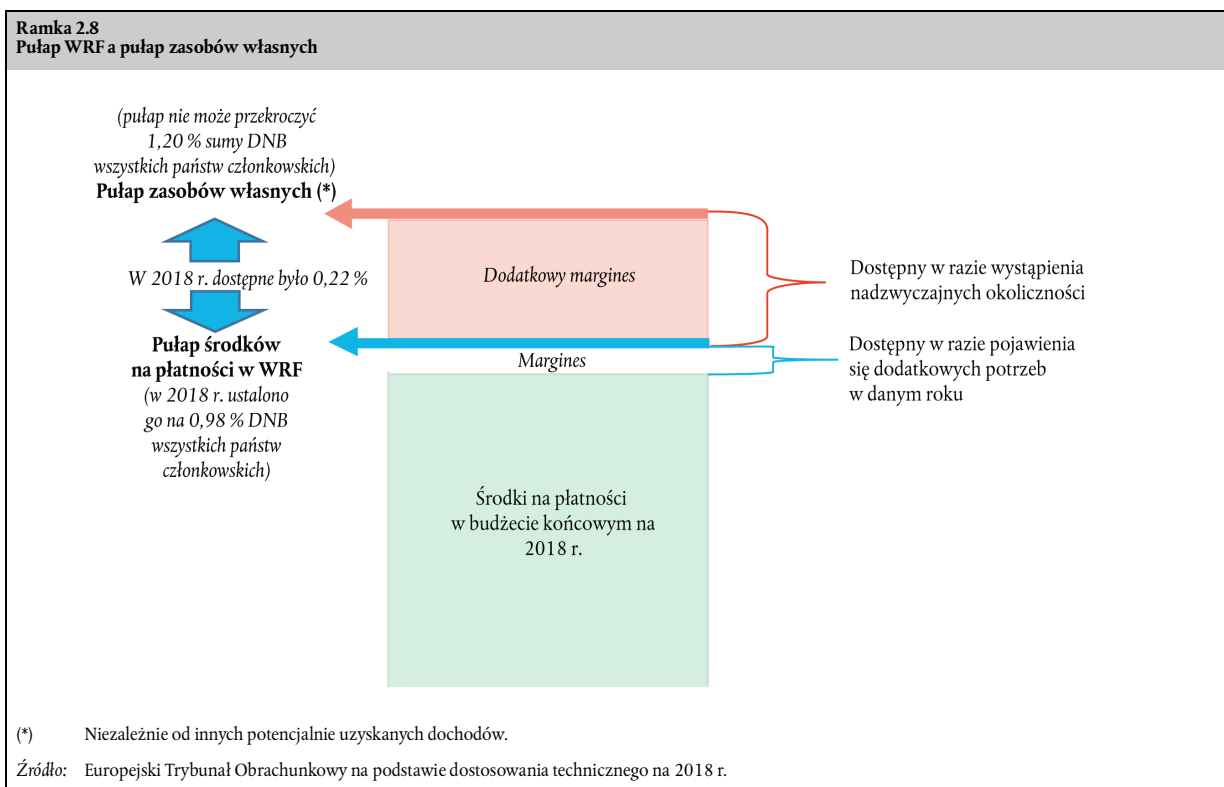 Ramka 2.8
Pułap WRF a pułap zasobów własnych
(pułap nie może przekroczyć
1,20 % sumy DNB
wszystkich państw członkowskich)
Pułap zasobów własnych (*)
W 2018 r. dostępne było 0,22 %
Pułap środków
na płatności w WRF
(w 2018 r. ustalono
go na 0,98 % DNB
wszystkich państw
członkowskich)
Dodatkowy margines
Margines
Środki na płatności
w budżecie końcowym na
2018 r.
Dostępny w razie wystąpienia
nadzwyczajnych okoliczności
Dostępny w razie pojawienia
się dodatkowych potrzeb
w danym roku
(*) Niezależnie od innych potencjalnie uzyskanych dochodów.
Źródło: Europejski Trybunał Obrachunkowy na podstawie dostosowania technicznego na 2018 r.